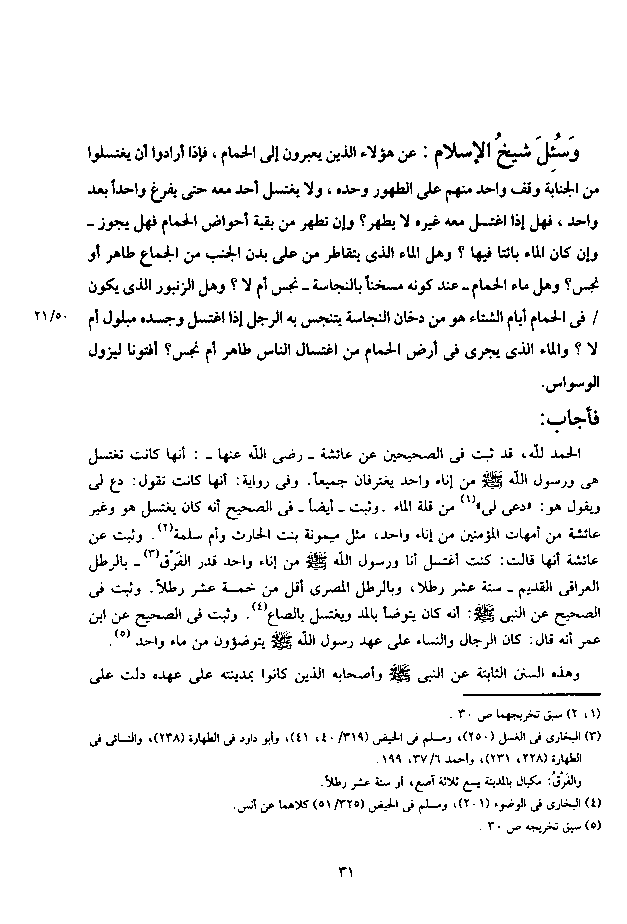 وَسُئِلَ شيخُ الإسلام : عن هؤلاء الذين يعبرون إلى الحمام ، فإذا أرادوا أن يغتسلوا
من الجنابة وقف واحد منهم على الطهور وحده ، ولا يغتسل أحد معه حتى يفرغ واحداً بعد
واحد ، فهل إذا اغتسل معه غيره لا يطهر؟ وإن تطهر من بقية أحواض الحمام فهل يجوز ـ
وإن كان الماء بائتا فيها ؟ وهل الماء الذى يتقاطر من على بدن الجنب من الجماع طاهر أو
نجس؟ وهل ماء الحمام ـ عند كونه مسخناً بالنجاسة ـ نجس أم لا ؟ وهل الزنبور الذى يكون
/ فى الحمام أيام الشتاء هو من دخان النجاسة يتنجس به الرجل إذا اغتسل وجسده مبلول أم ٢١/٥٠
لا ؟ والماء الذى يجرى فى أرض الحمام من اغتسال الناس طاهر أم نجس؟ أفتونا ليزول
الوسواس.
فأجاب:
الحمد لله، قد ثبت فى الصحيحين عن عائشة ـ رضى الله عنها ـ : أنها كانت تغتسل
هى ورسول الله ﷺ من إناء واحد يغترفان جميعاً. وفى رواية: أنها كانت تقول: دع لى
ويقول هو: «دعى لى»(١) من قلة الماء .وثبت ـ أيضاً ـ فى الصحيح أنه كان يغتسل هو وغير
عائشة من أمهات المؤمنين من إناء واحد، مثل ميمونة بنت الحارث وأم سلمة(٢). وثبت عن
عائشة أنها قالت: كنت أغتسل أنا ورسول الله ﷺ من إناء واحد قدر الفَرَق(٣) ـ بالرطل
العراقى القديم ـ ستة عشر رطلا، وبالرطل المصرى أقل من خمسة عشر رطلاً. وثبت فى
الصحيح عن النبى ﷺ: أنه كان يتوضأ بالمد ويغتسل بالصاع(٤). وثبت فى الصحيح عن ابن
عمر أنه قال: كان الرجال والنساء على عهد رسول الله ﷺ يتوضؤون من ماء واحد (٥).
وهذه السنن الثابتة عن النبى ﷺ وأصحابه الذين كانوا بمدينته على عهده دلت على
(١، ٢) سبق تخريجهما ص ٣٠ .
(٣) البخارى فى الغسل (٢٥٠)، ومسلم فى الحيض (٣١٩/ ٤٠، ٤١)، وأبو داود فى الطهارة (٢٣٨)، والنسائى فى
الطهارة (٢٢٨، ٢٣١)، وأحمد ٦/ ٣٧، ١٩٩ .
والفَرَقُ: مكيال بالمدينة يسع ثلاثة آصع، أو ستة عشر رطلاً.
(٤) البخارى فى الوضوء (٢٠١)، ومسلم فى الحيض (٣٢٥/ ٥١) كلاهما عن أنس.
(٥) سبق تخريجه ص ٣٠ .
٣١